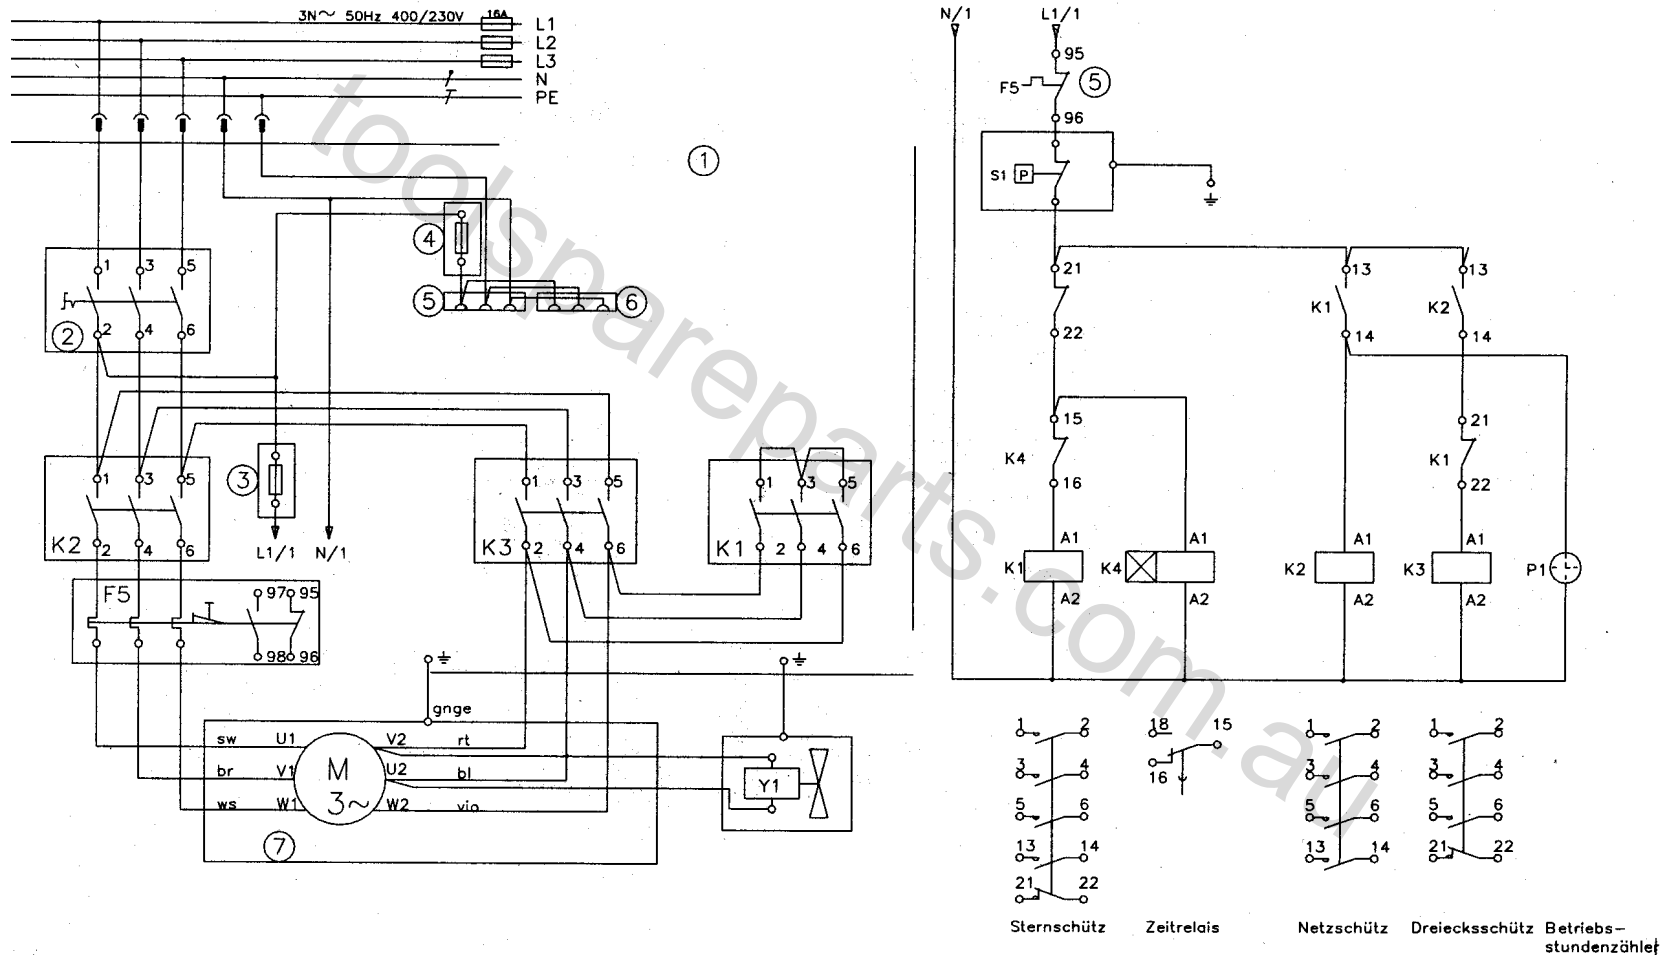 3N~ 50Hz 400/230V 16A L1
L2
L3
N
PE
N/1 L1/1
95
F5 5
96
S1 P
1
4
5 6
1 3 5
2 2 4 6
21
22
13 13
K1 K2
14 14
15
K4
16
21
K1
22
1 3 5
K2 2 4 6
3
L1/1 N/1
1 3 5
K3 2 4 6
1 3 5
K1 2 4 6
A1 A1 A1 A1
K1 K4 K2 K3 P1
A2 A2 A2 A2
F5 97 95
98 96
gnge
sw U1 V2 rt
br V1 M U2 bl
3~
ws W1 W2 vio
7
Y1
1 2
3 4
5 6
13 14
21 22
18 15
16
1 2
3 4
5 6
13 14
1 2
3 4
5 6
21 22
Sternschütz Zeitrelais Netzschütz Dreiecksschütz Betriebs-
stundenzähler
toolspareparts.com.au